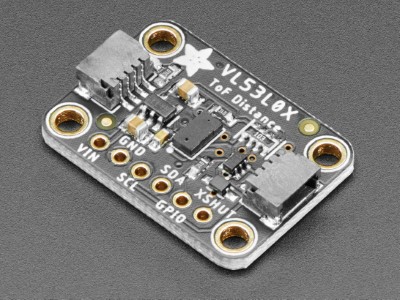 VL53L0X
ToF Distance
VIN
GND
SCL
SDA
GPIO
XSHUT